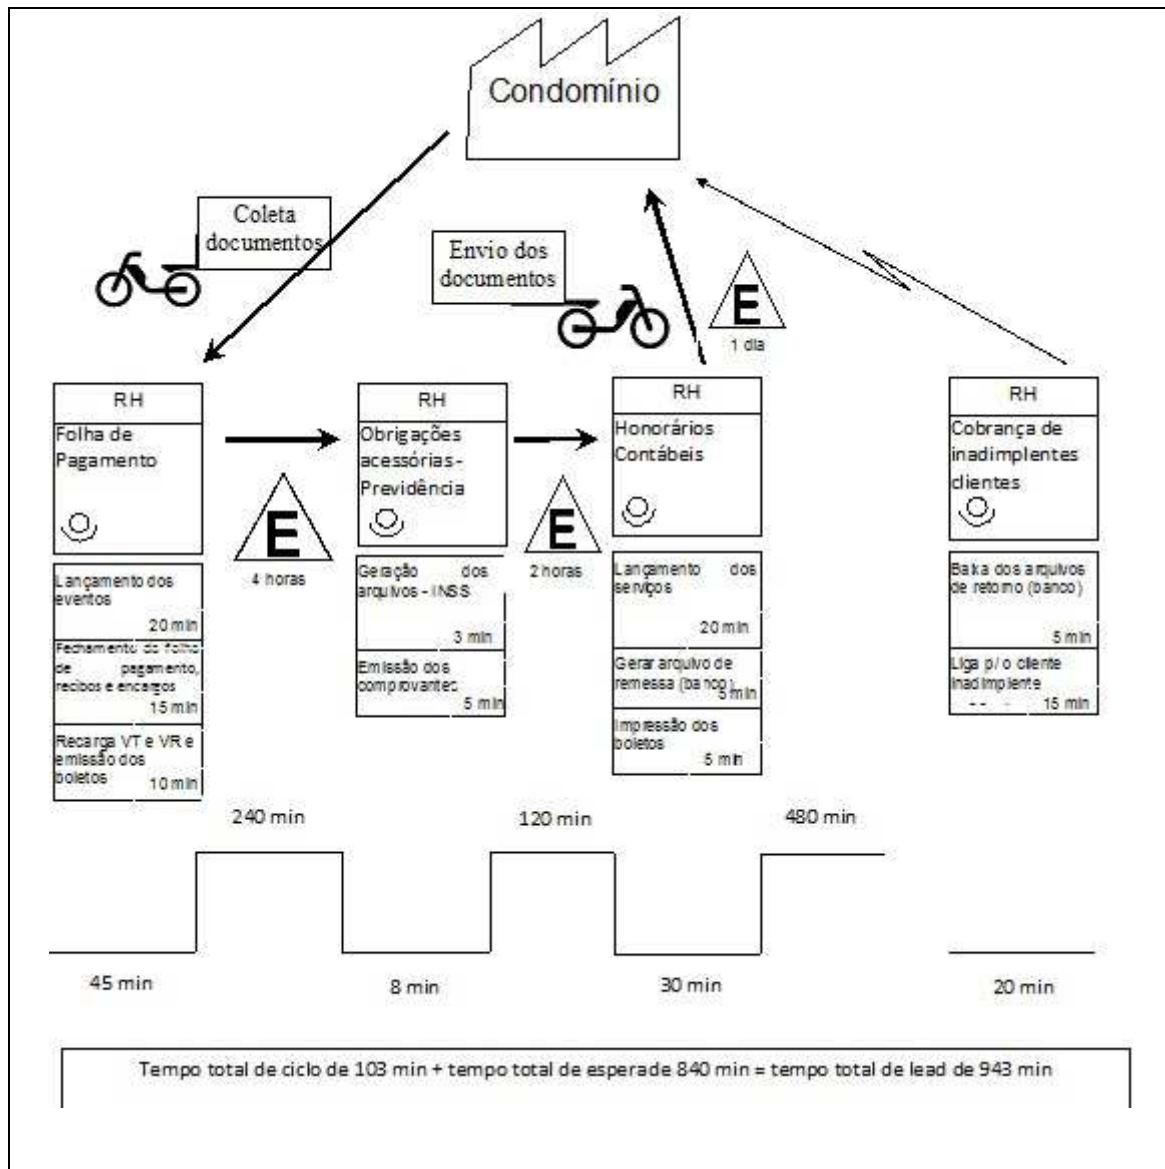 Condomínio
Coleta
documentos
Envio dos
documentos
E
1 dia
RH
Folha de
Pagamento
RH
Obrigações
acessórias -
Previdência
RH
Honorários
Contábeis
RH
Cobrança de
inadimplentes
clientes
E
4 horas
E
2 horas
Lançamento dos
eventos
20 min
Fechamento da folha
de pagamento,
recibos e encargos
15 min
Recarga VT e VR e
emissão dos
boletos
10 min
Geração dos
arquivos - INSS
3 min
Emissão dos
comprovantes
5 min
Lançamento dos
serviços
20 min
Gerar arquivo de
remessa (banco)
5 min
Impressão dos
boletos
5 min
Baixa dos arquivos
de retorno (banco)
5 min
Liga p/ o cliente
inadimplente
15 min
240 min
120 min
480 min
45 min
8 min
30 min
20 min
Tempo total de ciclo de 103 min + tempo total de espera de 840 min = tempo total de lead de 943 min